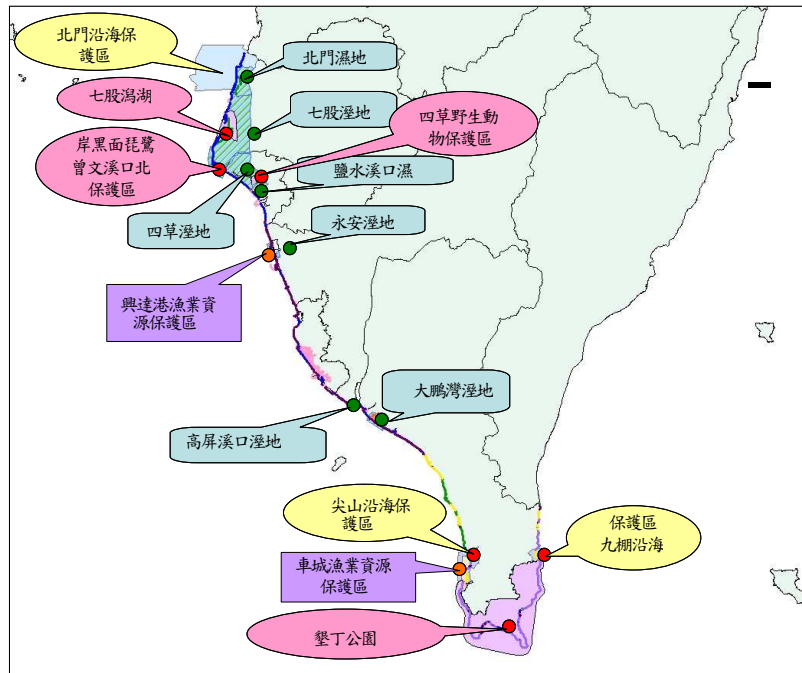 北門沿海保
護區
北門濕地
七股潟湖
七股溼地
四草野生動
物保護區
岸黑面琵鷺
曾文溪口北
保護區
鹽水溪口濕
四草溼地
永安溼地
興達港漁業資
源保護區
大鵬灣溼地
高屏溪口溼地
尖山沿海保
護區
保護區
九棚沿海
車城漁業資源
保護區
墾丁公園